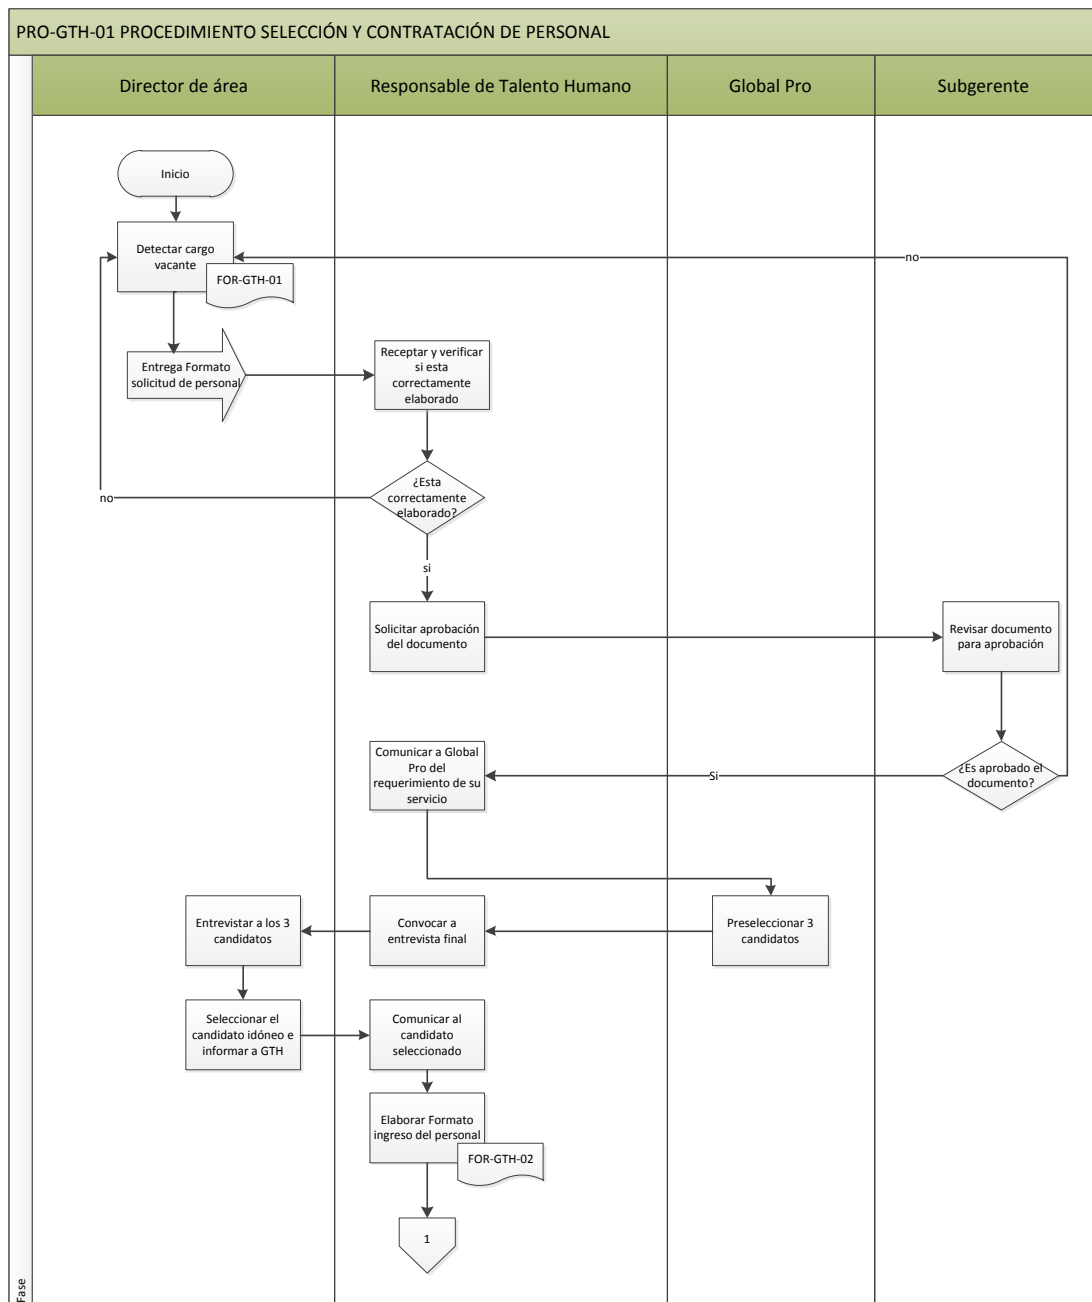 PRO-GTH-01 PROCEDIMIENTO SELECCIÓN Y CONTRATACIÓN DE PERSONAL
Director de área
Responsable de Talento Humano
Global Pro
Subgerente
Inicio
Detectar cargo
vacante
FOR-GTH-01
no
Entrega Formato
solicitud de personal
Receptar y verificar
si esta
correctamente
elaborado
¿Esta
correctamente
elaborado?
no
si
Solicitar aprobación
del documento
Revisar documento
para aprobación
¿Es aprobado el
documento?
Si
Comunicar a Global
Pro del
requerimiento de su
servicio
Preseleccionar 3
candidatos
Convocar a
entrevista final
Entrevistar a los 3
candidatos
Seleccionar el
candidato idóneo e
informar a GTH
Comunicar al
candidato
seleccionado
Elaborar Formato
ingreso del personal
FOR-GTH-02
1
Fase